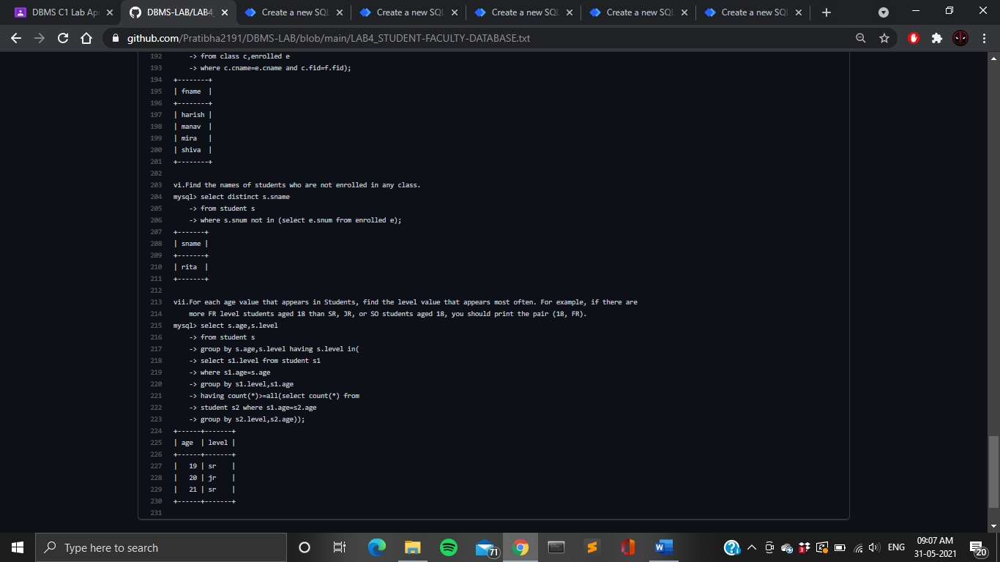 DBMS C1 Lab Ap
DBMS-LAB/LAB4_
Create a new SQL
Create a new SQL
Create a new SQL
Create a new SQL
Create a new SQL
github.com/Pratibha2191/DBMS-LAB/blob/main/LAB4_STUDENT-FACULTY-DATABASE.txt
192 -> from class c,enrolled e
193 -> where c.cname=e.cname and c.fid=f.fid);
194 +--------+
195 | fname  |
196 +--------+
197 | harish |
198 | manav  |
199 | mira   |
200 | shiva  |
201 +--------+
202
203 vi.Find the names of students who are not enrolled in any class.
204 mysql> select distinct s.sname
205     -> from student s
206     -> where s.snum not in (select e.snum from enrolled e);
207 +-------+
208 | sname |
209 +-------+
210 | rita  |
211 +-------+
212
213 vii.For each age value that appears in Students, find the level value that appears most often. For example, if there are
214     more FR level students aged 18 than SR, JR, or SO students aged 18, you should print the pair (18, FR).
215 mysql> select s.age,s.level
216     -> from student s
217     -> group by s.age,s.level having s.level in(
218     -> select s1.level from student s1
219     -> where s1.age=s.age
220     -> group by s1.level,s1.age
221     -> having count(*)>=all(select count(*) from
222     -> student s2 where s1.age=s2.age
223     -> group by s2.level,s2.age));
224 +------+-------+
225 | age  | level |
226 +------+-------+
227 |   19 | sr    |
228 |   20 | jr    |
229 |   21 | sr    |
230 +------+-------+
231
Type here to search
71
3
ENG
09:07 AM
31-05-2021
20